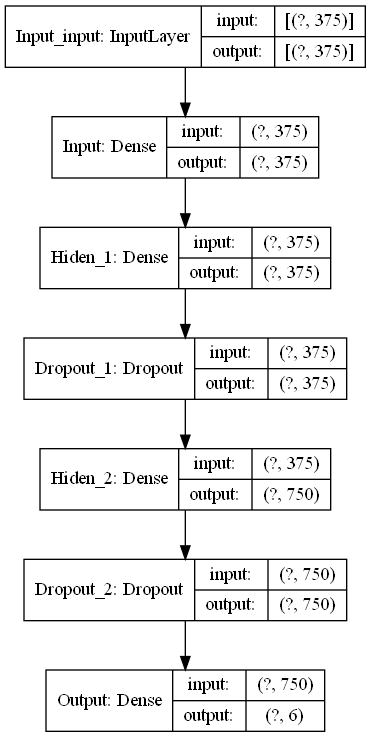 Input_input: InputLayer
input: [(?, 375)]
output: [(?, 375)]
Input: Dense
input: (?, 375)
output: (?, 375)
Hiden_1: Dense
input: (?, 375)
output: (?, 375)
Dropout_1: Dropout
input: (?, 375)
output: (?, 375)
Hiden_2: Dense
input: (?, 375)
output: (?, 750)
Dropout_2: Dropout
input: (?, 750)
output: (?, 750)
Output: Dense
input: (?, 750)
output: (?, 6)